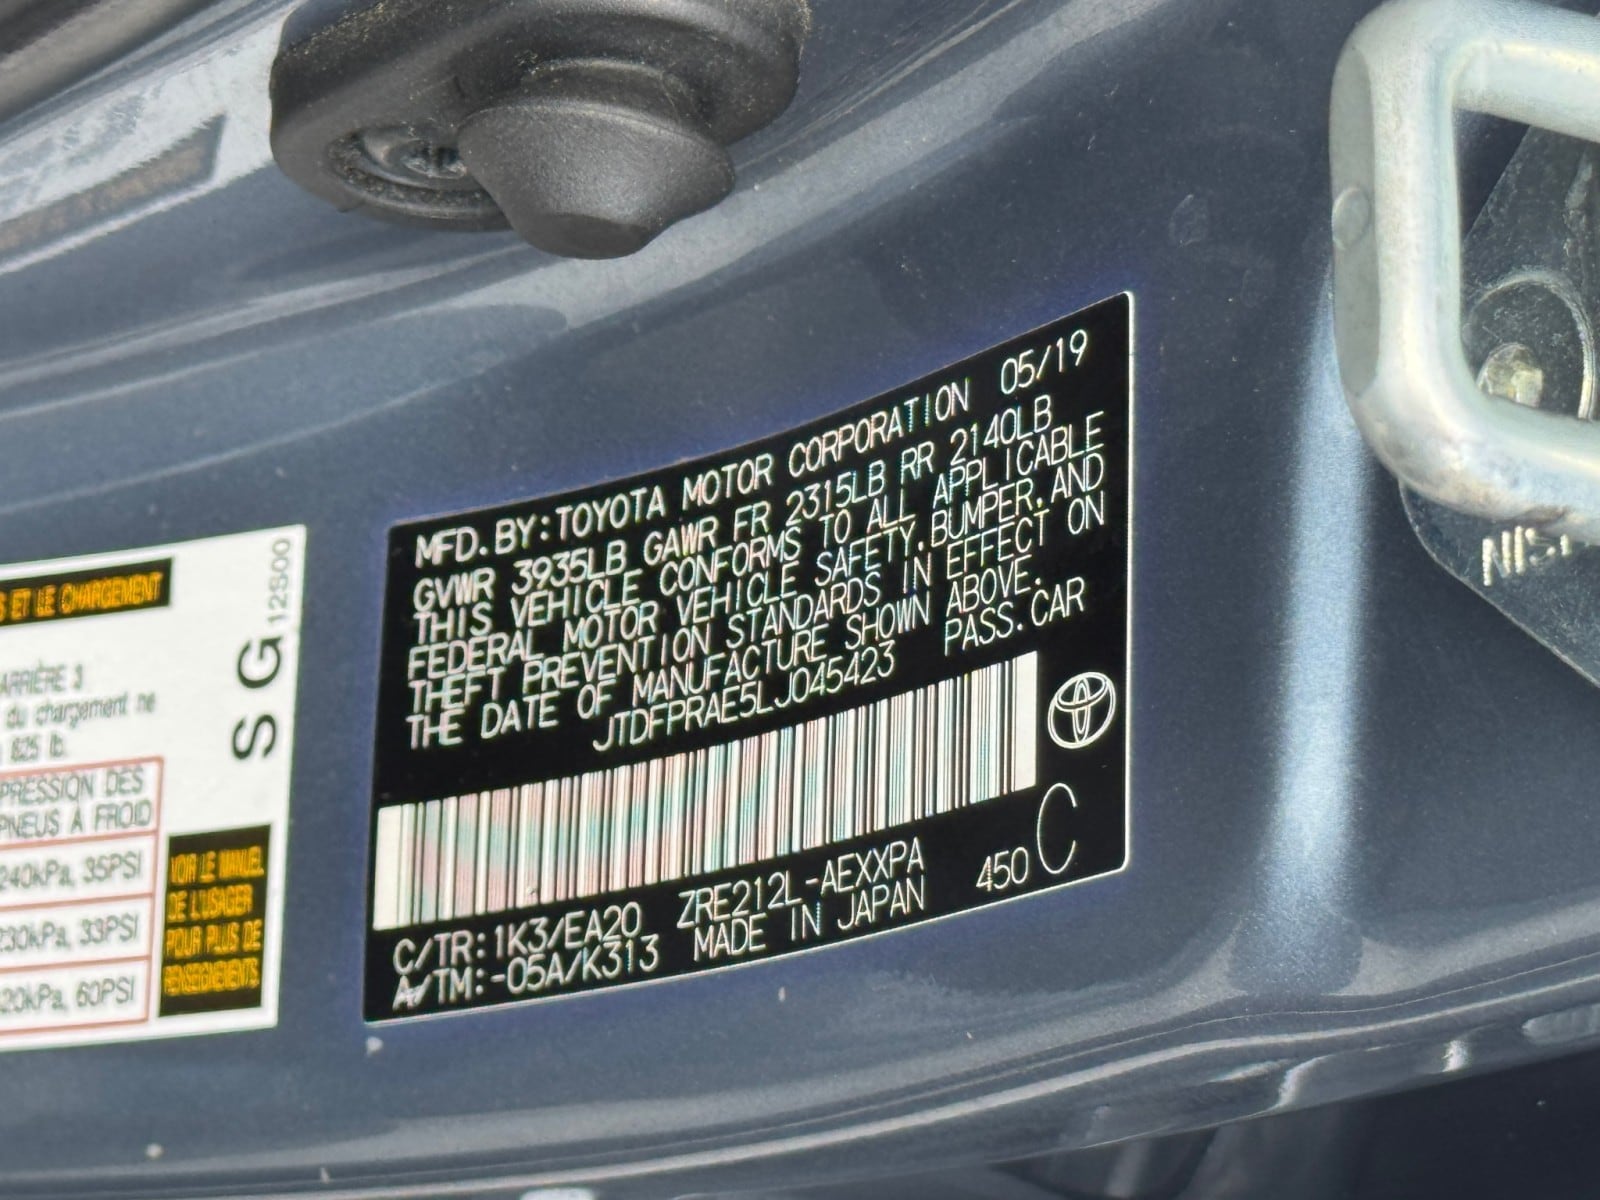 S ET LE CHARGEMENT
ARRIÈRE 3
du chargement ne
825 lb.
PRESSION DES
PNEUS À FROID
240kPa, 35PSI
230kPa, 33PSI
420kPa, 60PSI
VOIR LE MANUEL
DE L'USAGER
POUR PLUS DE
RENSEIGNEMENTS
S G 12S00
MFD. BY: TOYOTA MOTOR CORPORATION 05/19
GVWR 3935LB GAWR FR 2315LB RR 2140LB
THIS VEHICLE CONFORMS TO ALL APPLICABLE
FEDERAL MOTOR VEHICLE SAFETY, BUMPER, AND
THEFT PREVENTION STANDARDS IN EFFECT ON
THE DATE OF MANUFACTURE SHOWN ABOVE.
JTDFPRAE5LJ045423 PASS. CAR
C/TR: 1K3/EA20 ZRE212L-AEXXPA 450 C
A/TM: -05A/K313 MADE IN JAPAN